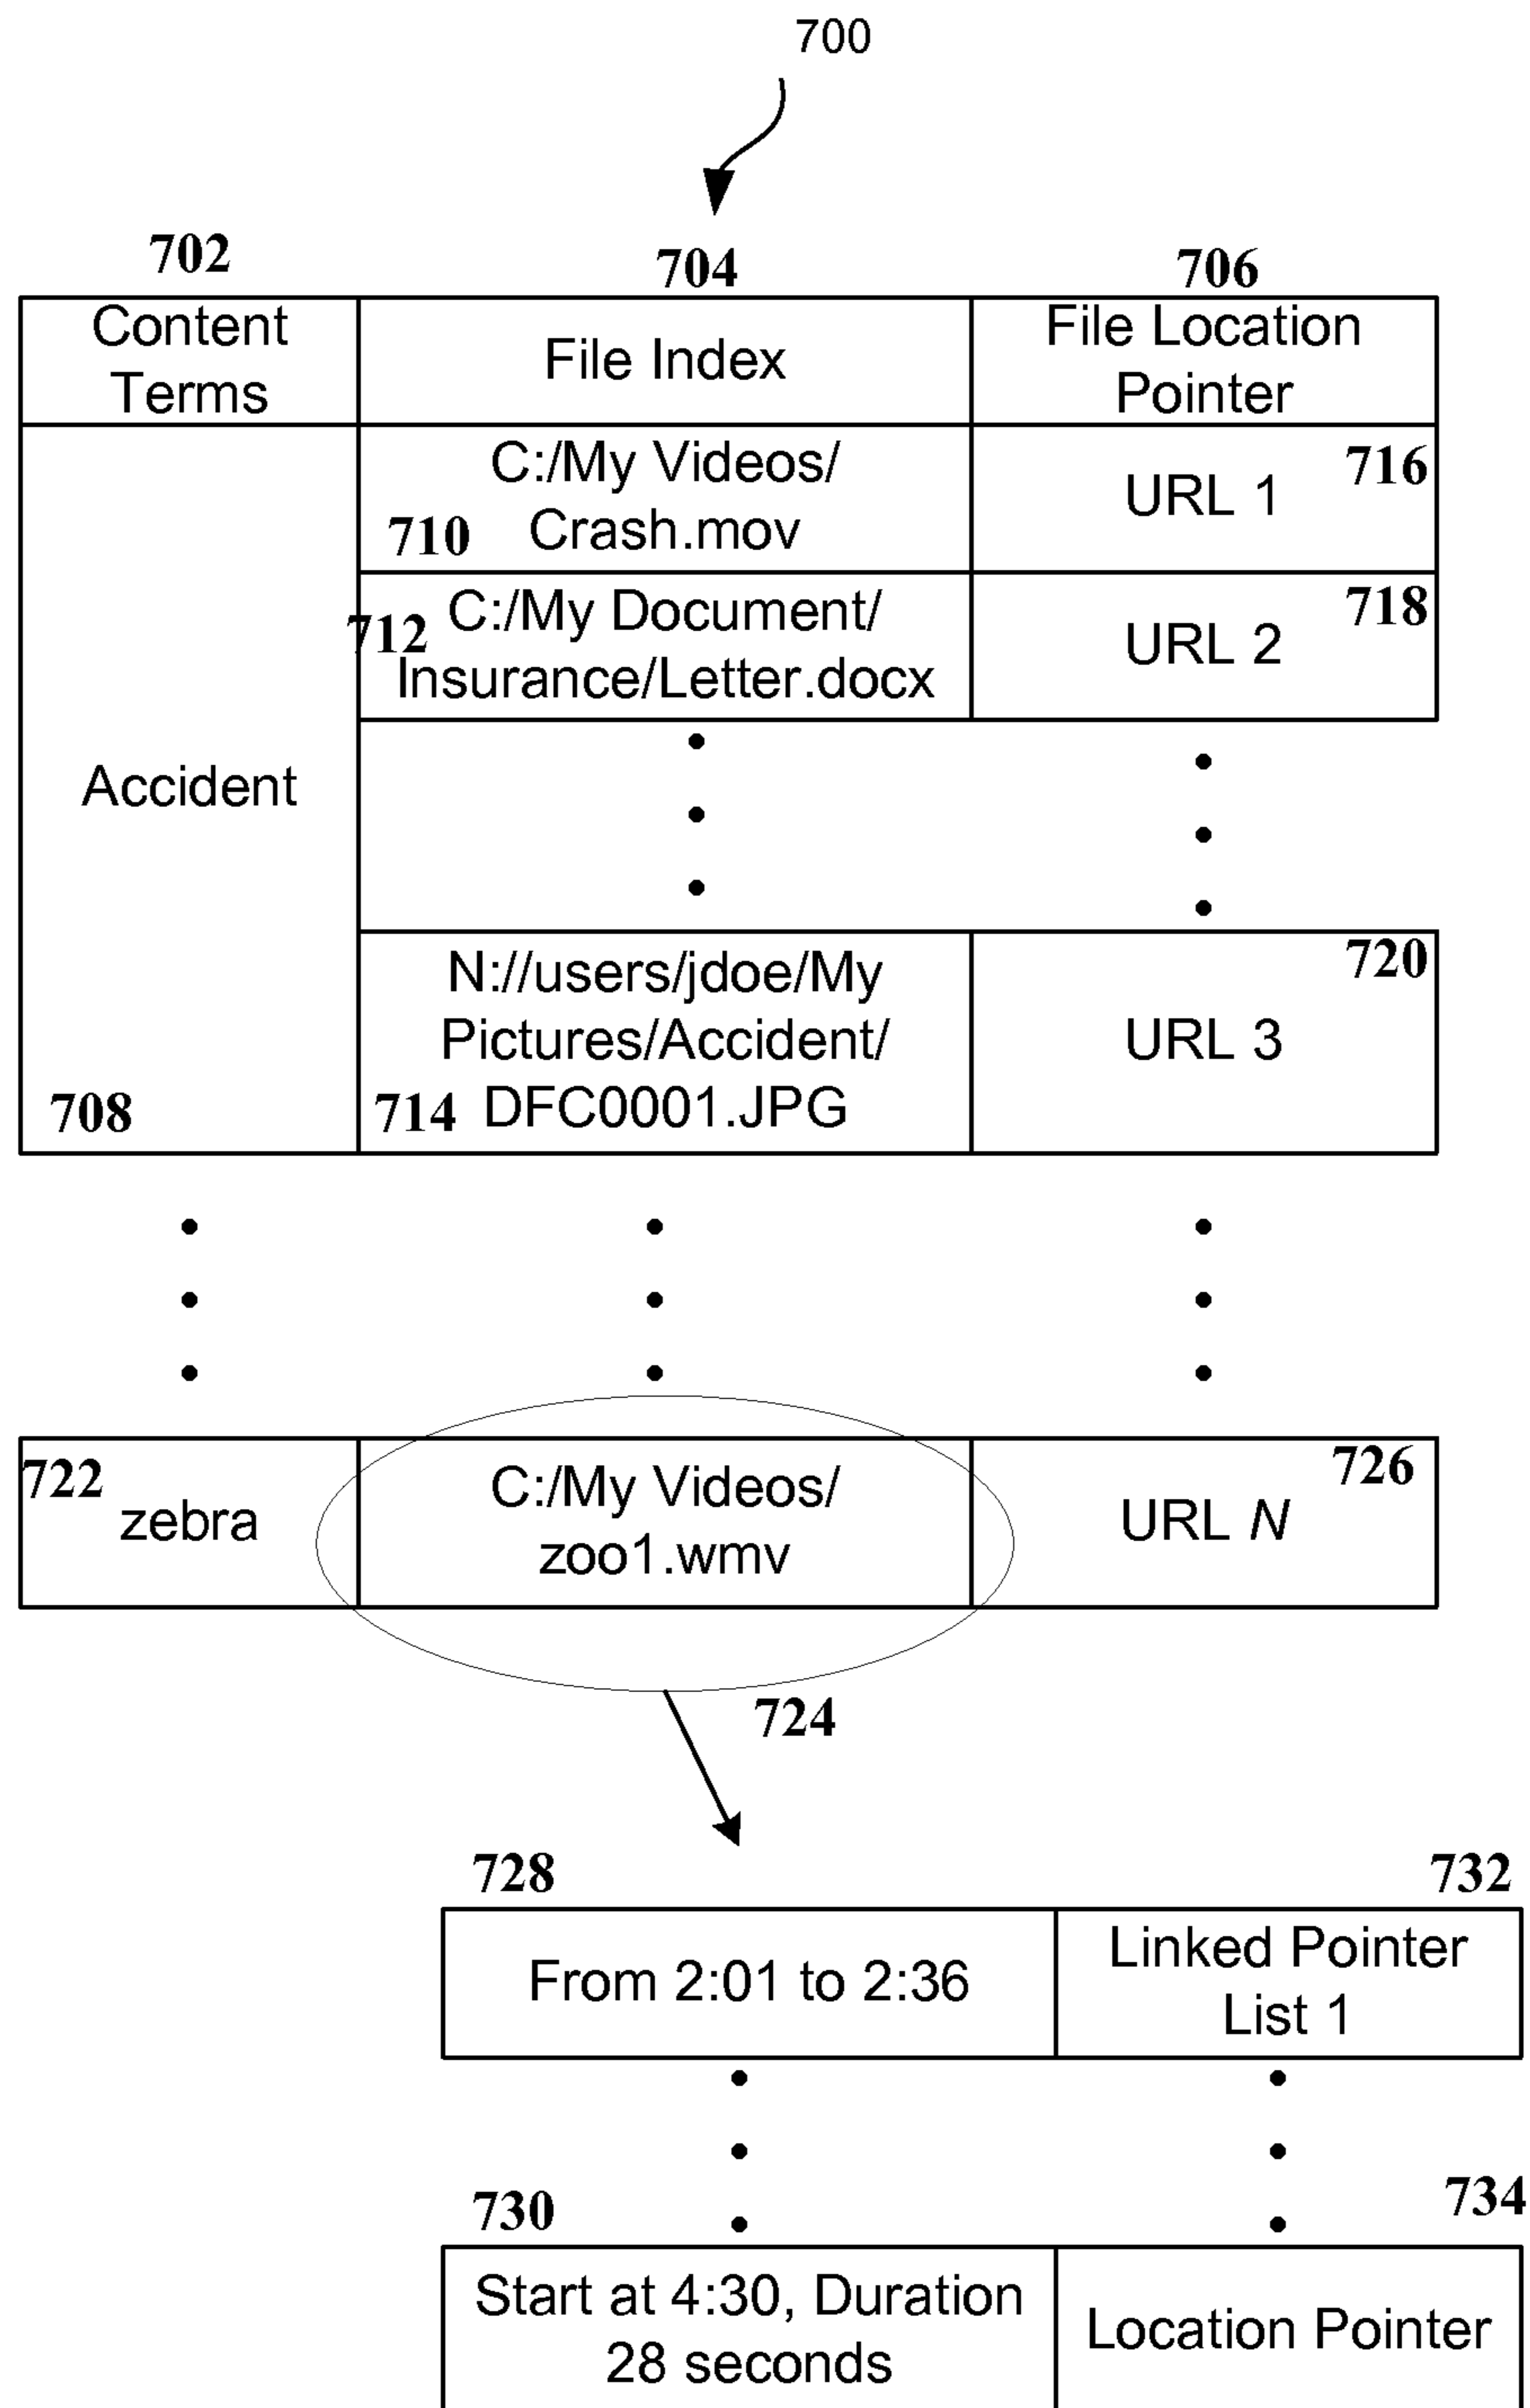 700
702
704
706
Content
Terms
File Index
File Location
Pointer
C:/My Videos/
Crash.mov
710
URL 1
716
712
C:/My Document/
Insurance/Letter.docx
URL 2
718
Accident
708
N://users/jdoe/My
Pictures/Accident/
DFC0001.JPG
714
URL 3
720
722
zebra
C:/My Videos/
zoo1.wmv
URL N
726
724
728
732
From 2:01 to 2:36
Linked Pointer
List 1
730
734
Start at 4:30, Duration
28 seconds
Location Pointer